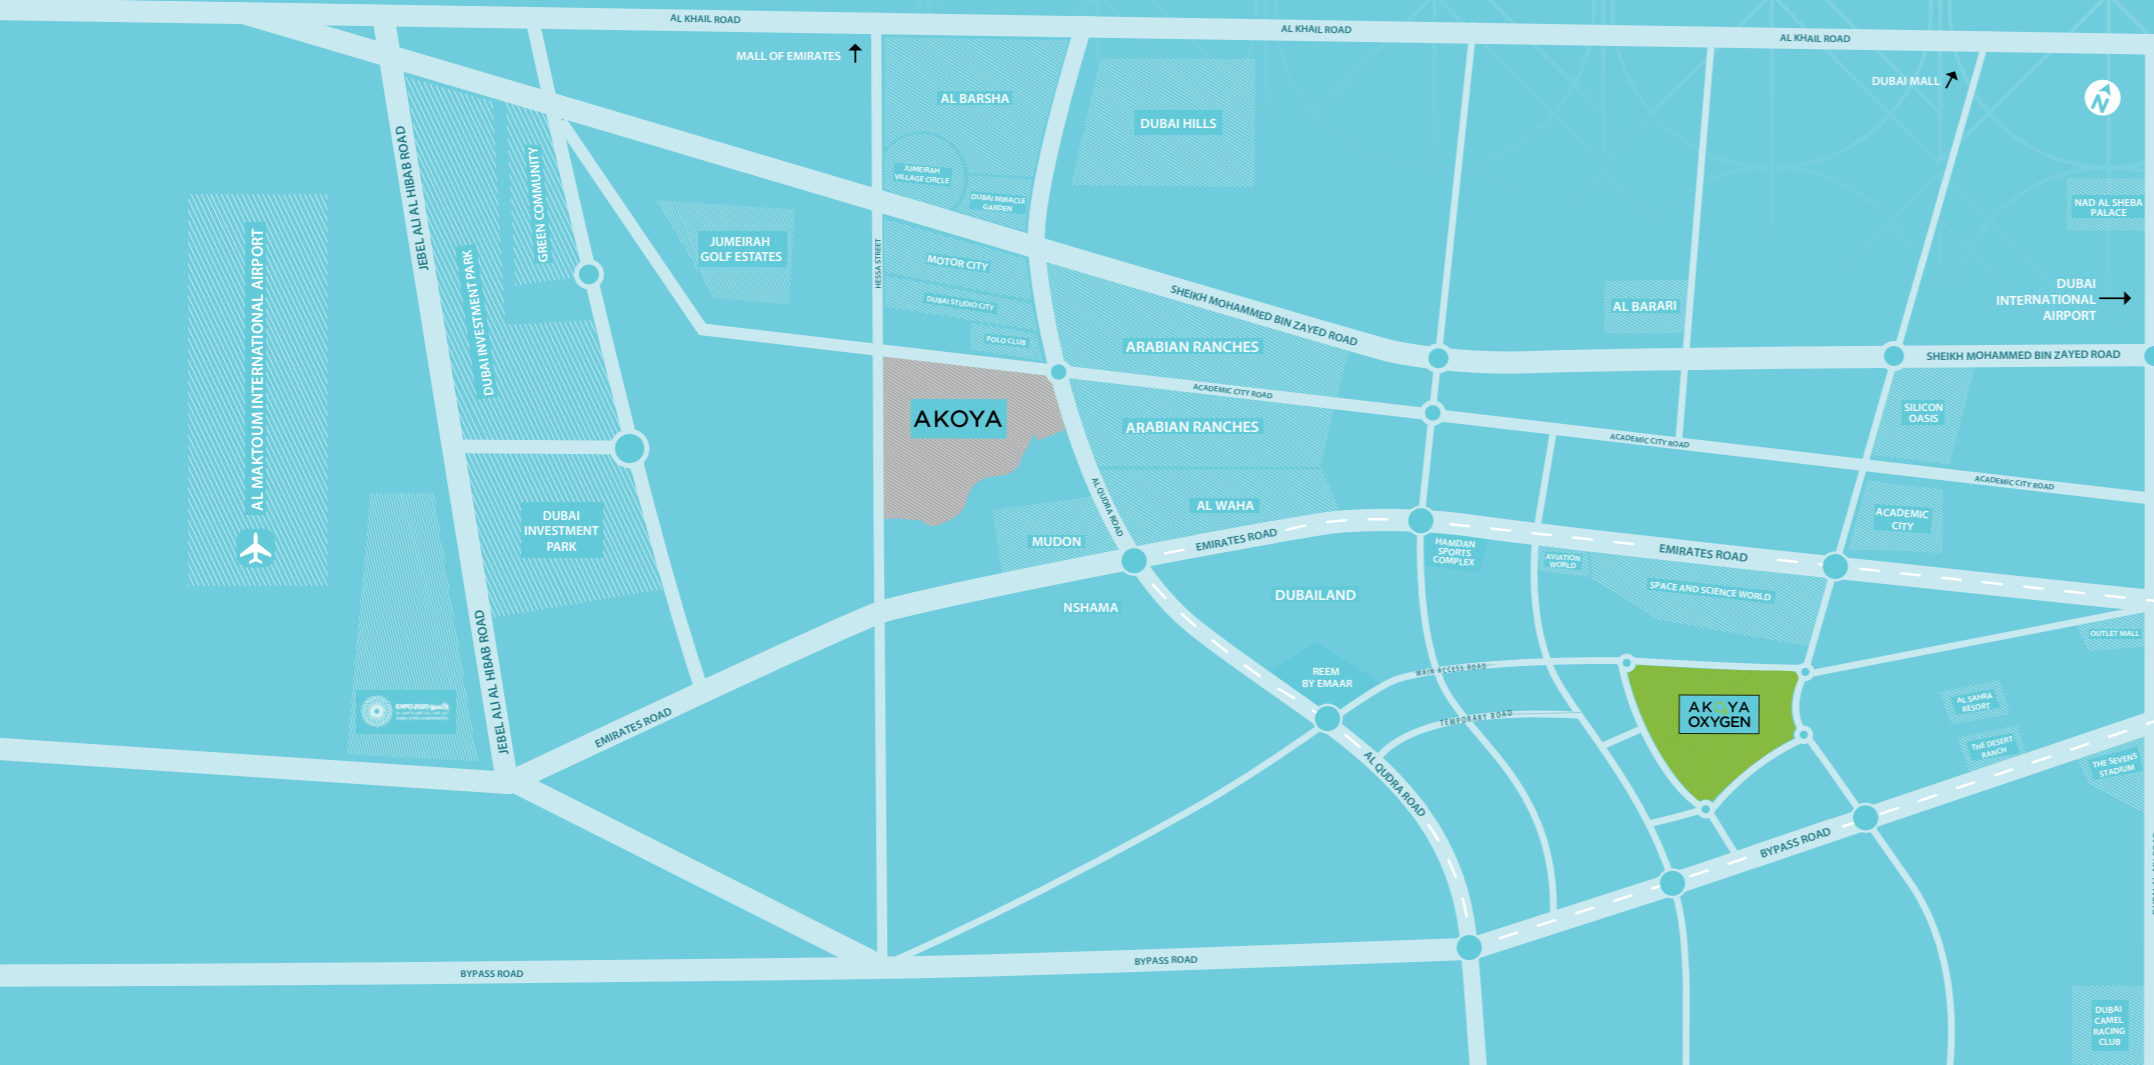 AL KHAIL ROAD
AL KHAIL ROAD
AL KHAIL ROAD
MALL OF EMIRATES
DUBAI MALL
N
AL BARSHA
DUBAI HILLS
JEBEL ALI AL HIBAB ROAD
GREEN COMMUNITY
JUMEIRAH
VILLAGE CIRCLE
DUBAI MIRACLE
GARDEN
NAD AL SHEBA
PALACE
AL MAKTOUM INTERNATIONAL AIRPORT
DUBAI INVESTMENT PARK
JUMEIRAH
GOLF ESTATES
HESSA STREET
MOTOR CITY
DUBAI STUDIO CITY
POLO CLUB
SHEIKH MOHAMMED BIN ZAYED ROAD
AL BARARI
DUBAI
INTERNATIONAL
AIRPORT
ARABIAN RANCHES
SHEIKH MOHAMMED BIN ZAYED ROAD
ACADEMIC CITY ROAD
AKOYA
ARABIAN RANCHES
SILICON
OASIS
ACADEMIC CITY ROAD
ACADEMIC CITY ROAD
AL QUDRA ROAD
AL WAHA
ACADEMIC
CITY
DUBAI
INVESTMENT
PARK
MUDON
EMIRATES ROAD
HAMDAN
SPORTS
COMPLEX
AVIATION
WORLD
EMIRATES ROAD
SPACE AND SCIENCE WORLD
NSHAMA
DUBAILAND
OUTLET MALL
JEBEL ALI AL HIBAB ROAD
REEM
BY EMAAR
MAIN ACCESS ROAD
TEMPORARY ROAD
AKOYA
OXYGEN
AL SAHRA
RESORT
EXPO 2020
EMIRATES ROAD
THE DESERT
RANCH
THE SEVENS
STADIUM
AL QUDRA ROAD
BYPASS ROAD
BYPASS ROAD
BYPASS ROAD
DUBAI
CAMEL
RACING
CLUB